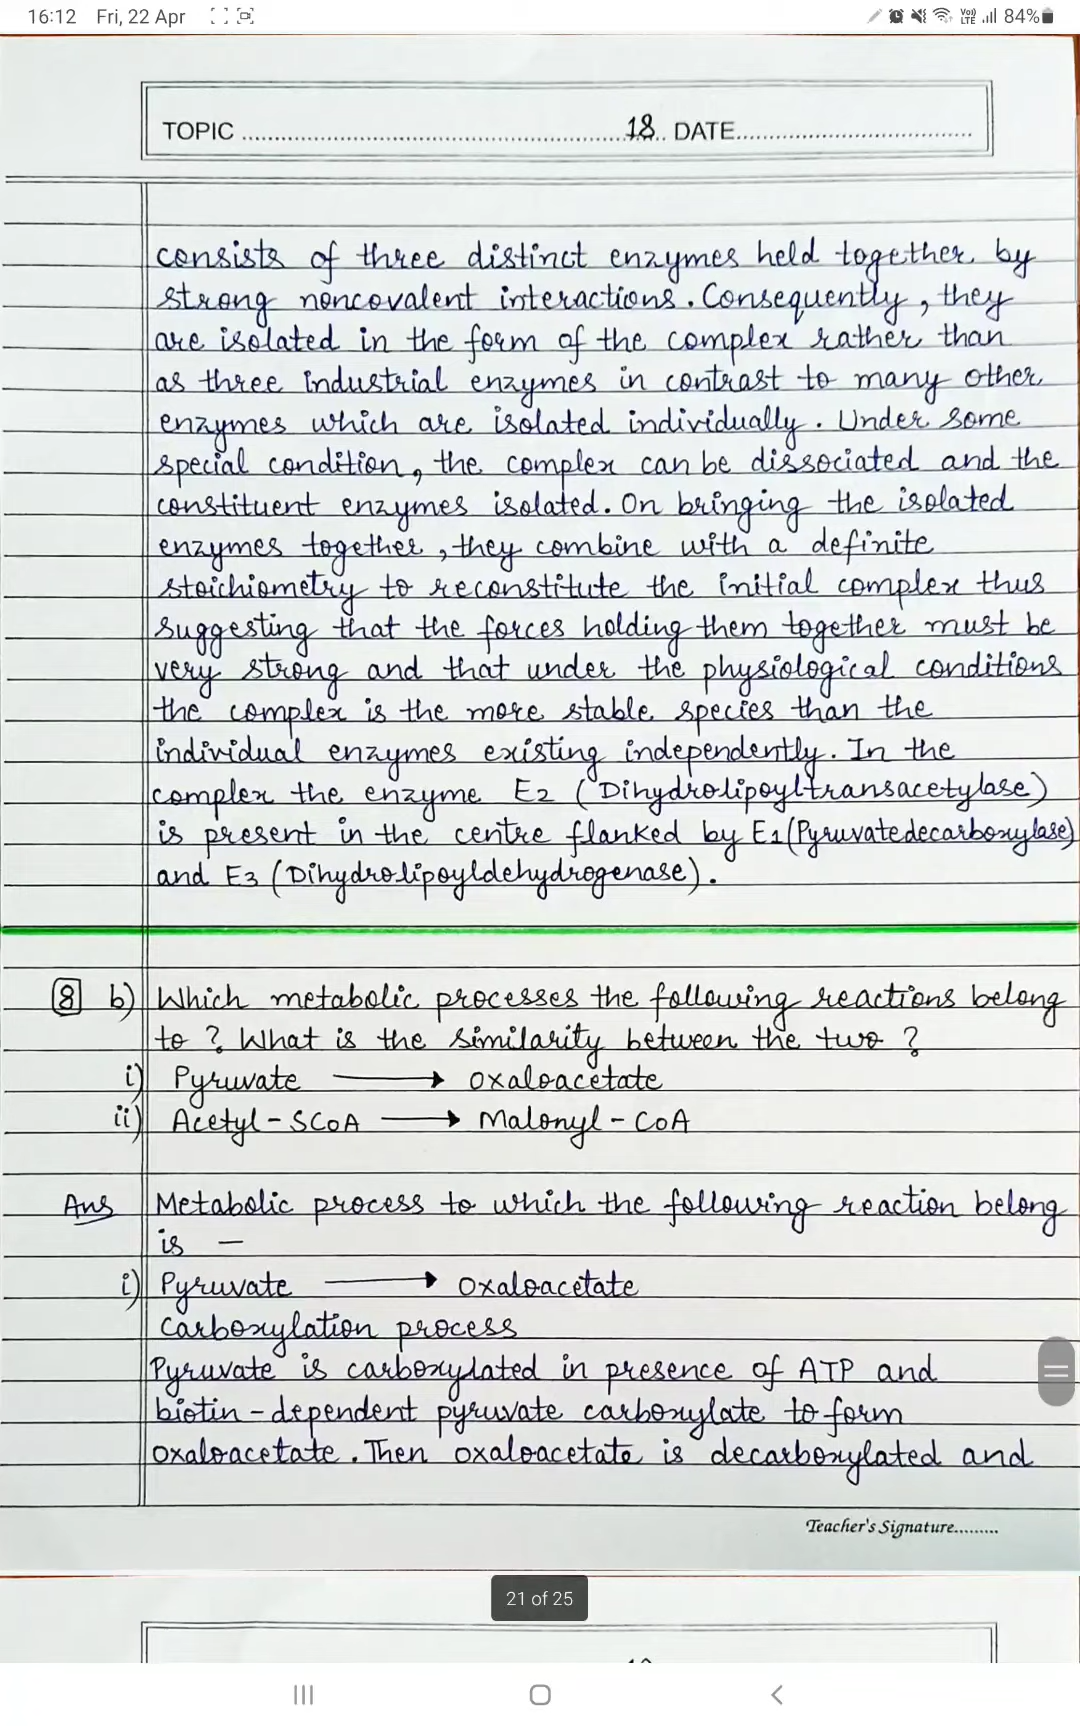 16:12 Fri, 22 Apr
84%
TOPIC 18 DATE
consists of three distinct enzymes held together by
strong noncovalent interactions. Consequently, they
are isolated in the form of the complex rather than
as three industrial enzymes in contrast to many other
enzymes which are isolated individually. Under some
special condition, the complex can be dissociated and the
constituent enzymes isolated. On bringing the isolated
enzymes together, they combine with a definite
stoichiometry to reconstitute the initial complex thus
suggesting that the forces holding them together must be
very strong and that under the physiological conditions
the complex is the more stable species than the
individual enzymes existing independently. In the
complex the enzyme E2 (Dihydrolipoyltransacetylase)
is present in the centre flanked by E1(Pyruvatedecarboxylase)
and E3 (Dihydrolipoyldehydrogenase).
8 b) Which metabolic processes the following reactions belong
to ? What is the similarity between the two ?
i) Pyruvate → oxaloacetate
ii) Acetyl-SCoA → Malonyl-CoA
Ans Metabolic process to which the following reaction belong
is —
i) Pyruvate → oxaloacetate
Carboxylation process
Pyruvate is carboxylated in presence of ATP and
biotin-dependent pyruvate carboxylate to form
oxaloacetate. Then oxaloacetate is decarboxylated and
Teacher's Signature.........
21 of 25